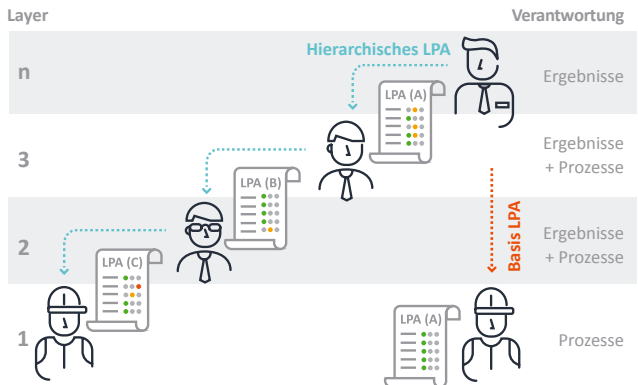 Layer
Verantwortung
Hierarchisches LPA
n
Ergebnisse
LPA (A)
3
Ergebnisse
+ Prozesse
LPA (B)
2
Basis LPA
Ergebnisse
+ Prozesse
LPA (C)
1
LPA (A)
Prozesse